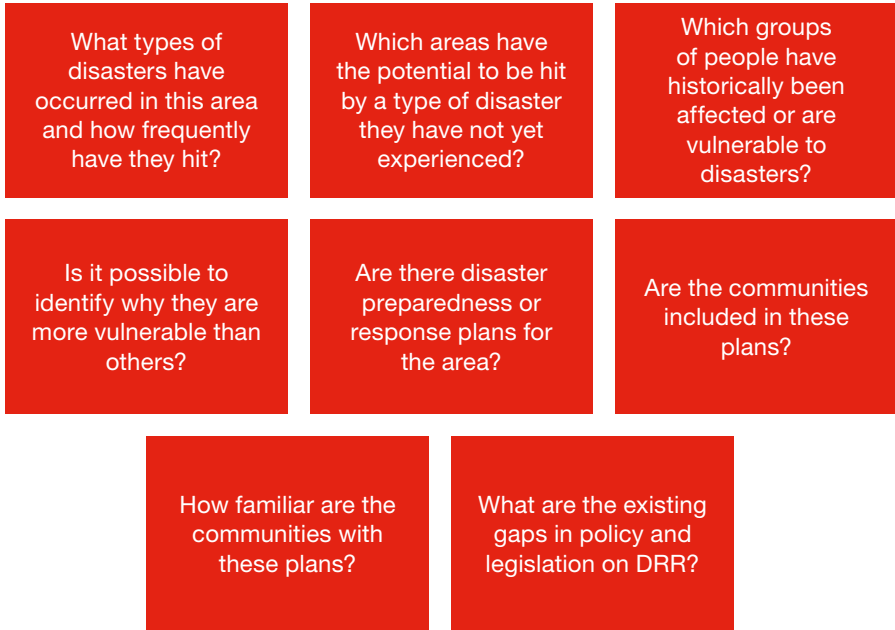 What types of
disasters have
occurred in this area
and how frequently
have they hit?
Which areas have
the potential to be hit
by a type of disaster
they have not yet
experienced?
Which groups
of people have
historically been
affected or are
vulnerable to
disasters?
Is it possible to
identify why they are
more vulnerable than
others?
Are there disaster
preparedness or
response plans for
the area?
Are the communities
included in these
plans?
How familiar are the
communities with
these plans?
What are the existing
gaps in policy and
legislation on DRR?